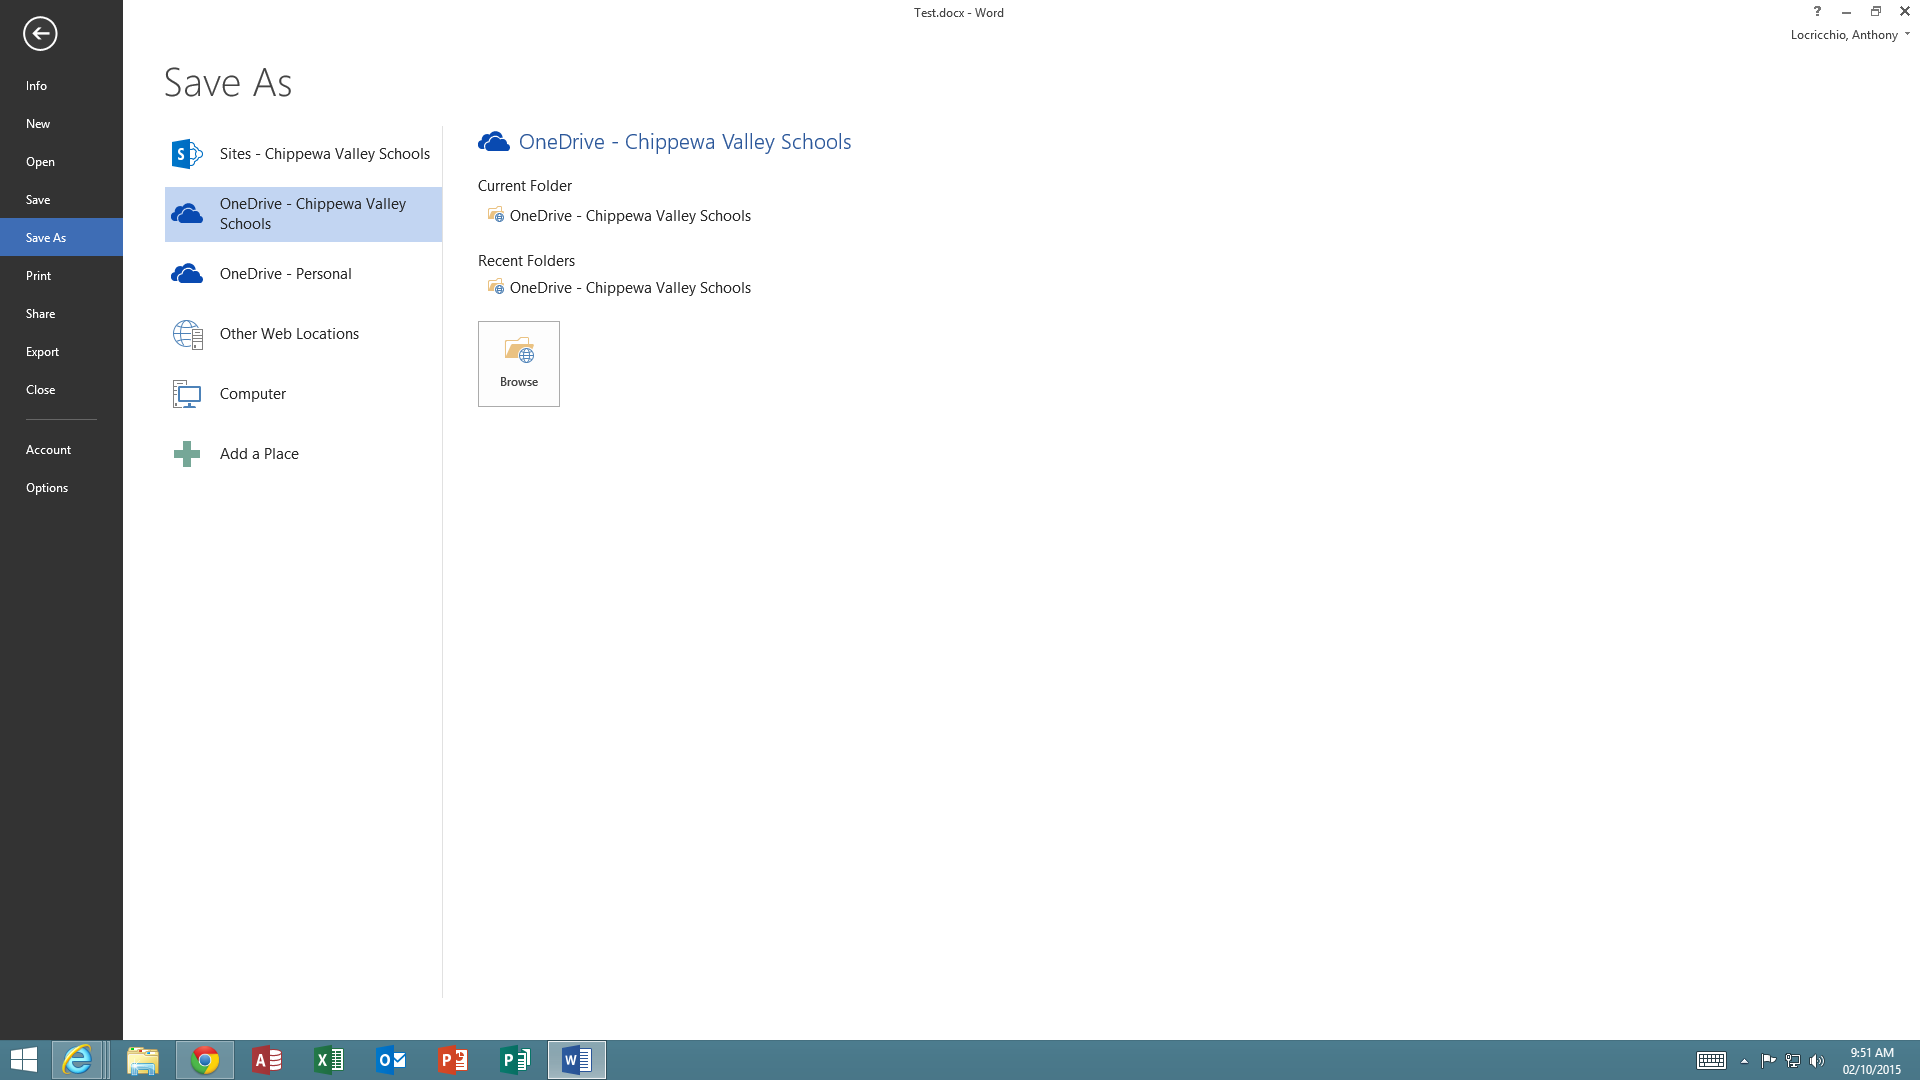 Test.docx - Word
?
Locricchio, Anthony
Info
New
Open
Save
Save As
Print
Share
Export
Close
Account
Options
Save As
S
Sites - Chippewa Valley Schools
OneDrive - Chippewa Valley
Schools
OneDrive - Personal
Other Web Locations
Computer
Add a Place
OneDrive - Chippewa Valley Schools
Current Folder
OneDrive - Chippewa Valley Schools
Recent Folders
OneDrive - Chippewa Valley Schools
Browse
A
X
O
P
P
W
9:51 AM
02/10/2015